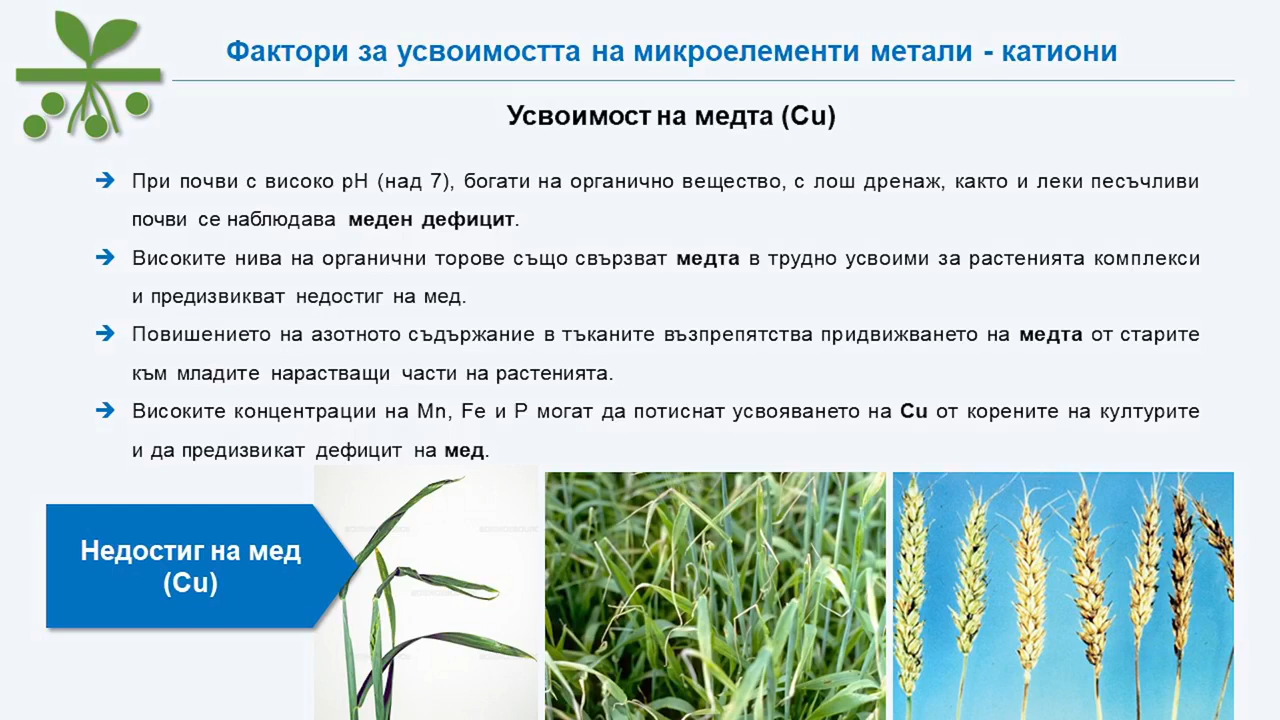 Фактори за усвоимостта на микроелементи метали - катиони
Усвоимост на медта (Cu)
При почви с високо pH (над 7), богати на органично вещество, с лош дренаж, както и леки песъчливи
почви се наблюдава меден дефицит.
Високите нива на органични торове също свързват медта в трудно усвоими за растенията комплекси
и предизвикват недостиг на мед.
Повишението на азотното съдържание в тъканите възпрепятства придвижването на медта от старите
към младите нарастващи части на растенията.
Високите концентрации на Mn, Fe и P могат да потиснат усвояването на Cu от корените на културите
и да предизвикат дефицит на мед.
Недостиг на мед
(Cu)